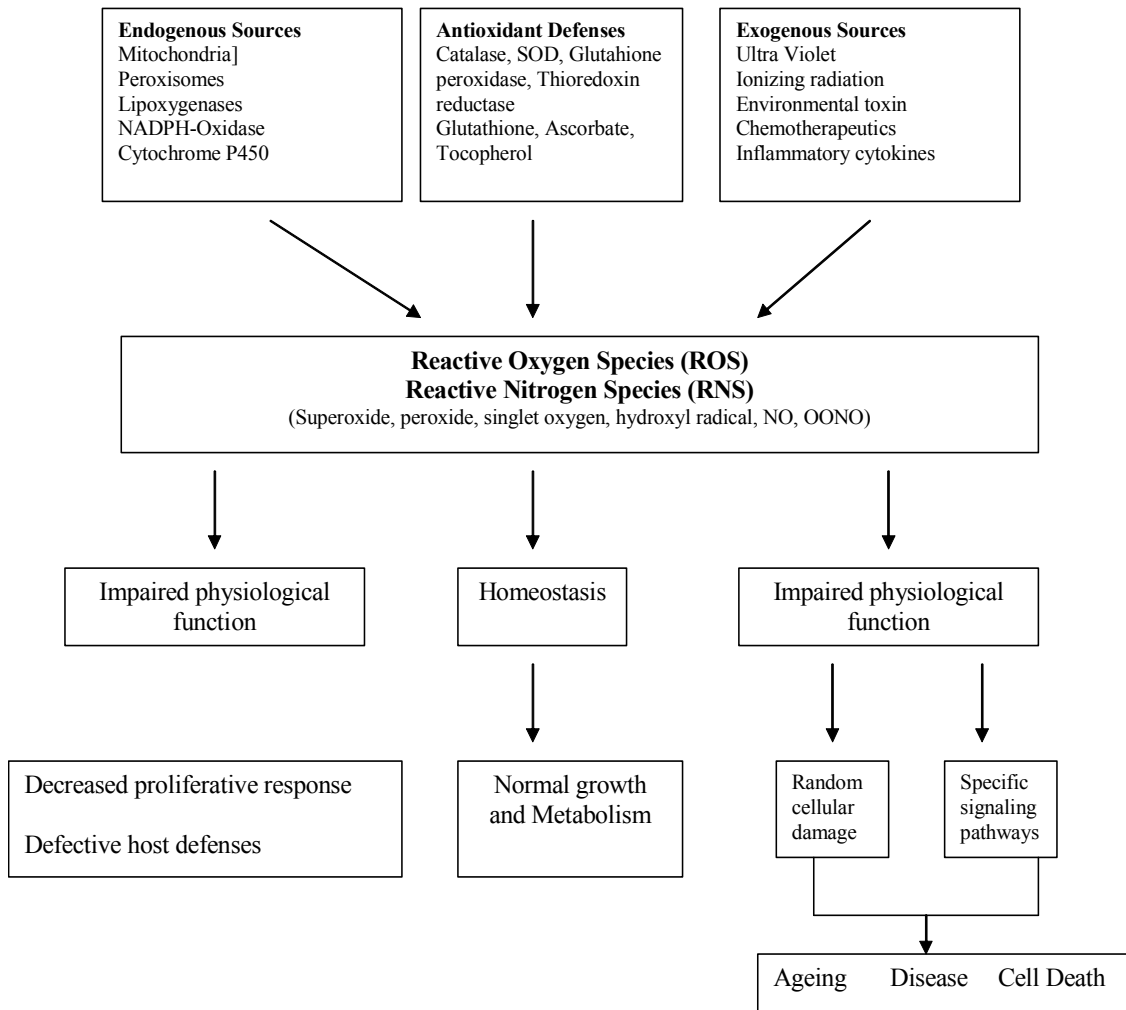 Endogenous Sources
Mitochondria]
Peroxisomes
Lipoxygenases
NADPH-Oxidase
Cytochrome P450
Antioxidant Defenses
Catalase, SOD, Glutahione
peroxidase, Thioredoxin
reductase
Glutathione, Ascorbate,
Tocopherol
Exogenous Sources
Ultra Violet
Ionizing radiation
Environmental toxin
Chemotherapeutics
Inflammatory cytokines
Reactive Oxygen Species (ROS)
Reactive Nitrogen Species (RNS)
(Superoxide, peroxide, singlet oxygen, hydroxyl radical, NO, OONO)
Impaired physiological
function
Homeostasis
Impaired physiological
function
Decreased proliferative response
Defective host defenses
Normal growth
and Metabolism
Random
cellular
damage
Specific
signaling
pathways
Ageing Disease Cell Death